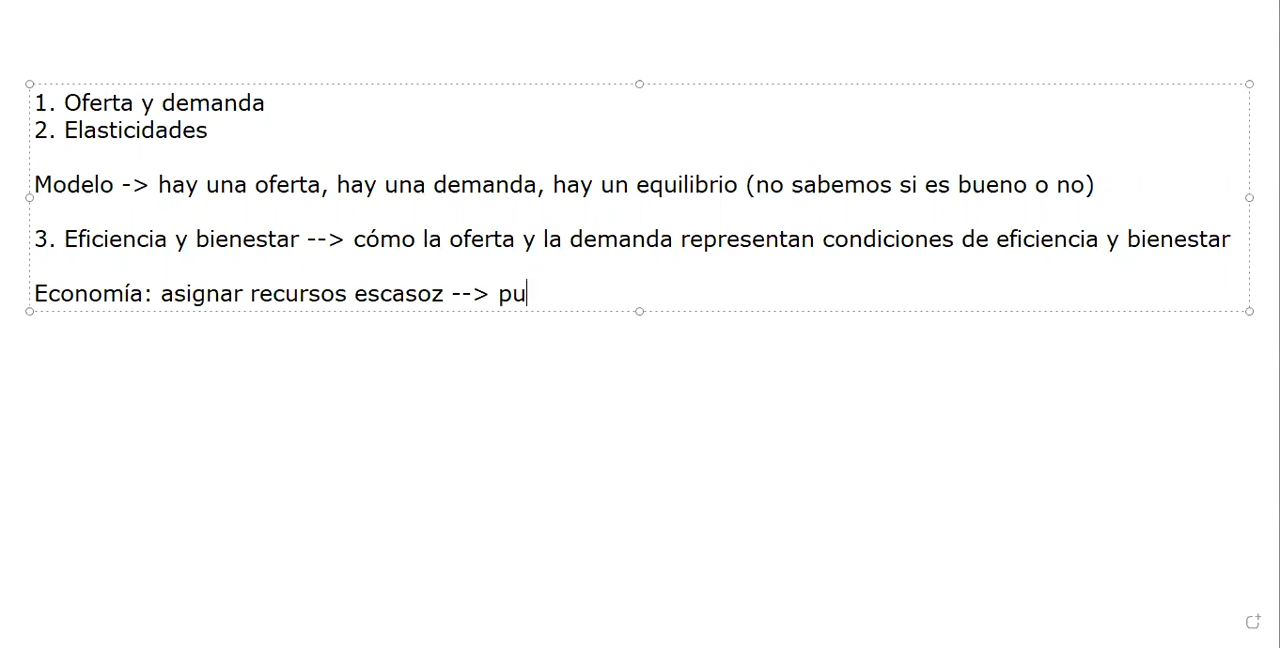 1. Oferta y demanda
2. Elasticidades
Modelo -> hay una oferta, hay una demanda, hay un equilibrio (no sabemos si es bueno o no)
3. Eficiencia y bienestar --> cómo la oferta y la demanda representan condiciones de eficiencia y bienestar
Economía: asignar recursos escasoz --> pu